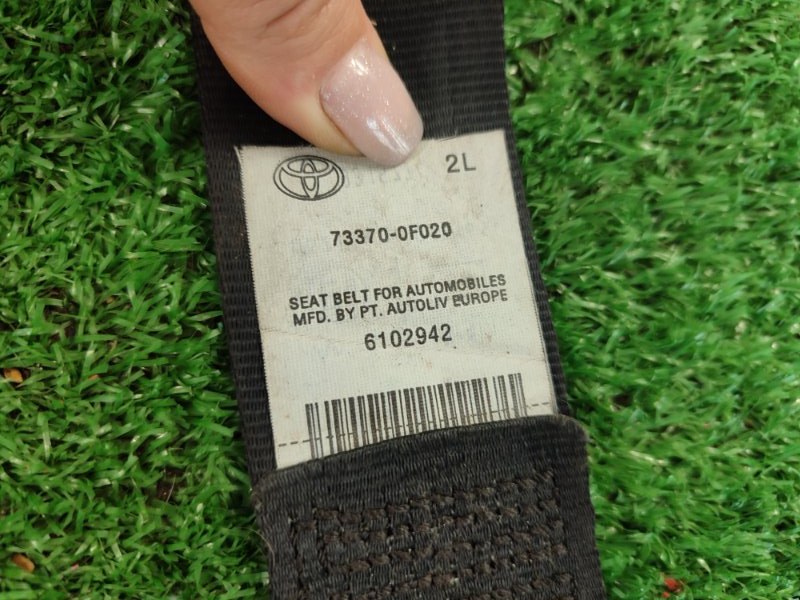 2L
73370-0F020
SEAT BELT FOR AUTOMOBILES
MFD. BY PT. AUTOLIV EUROPE
6102942